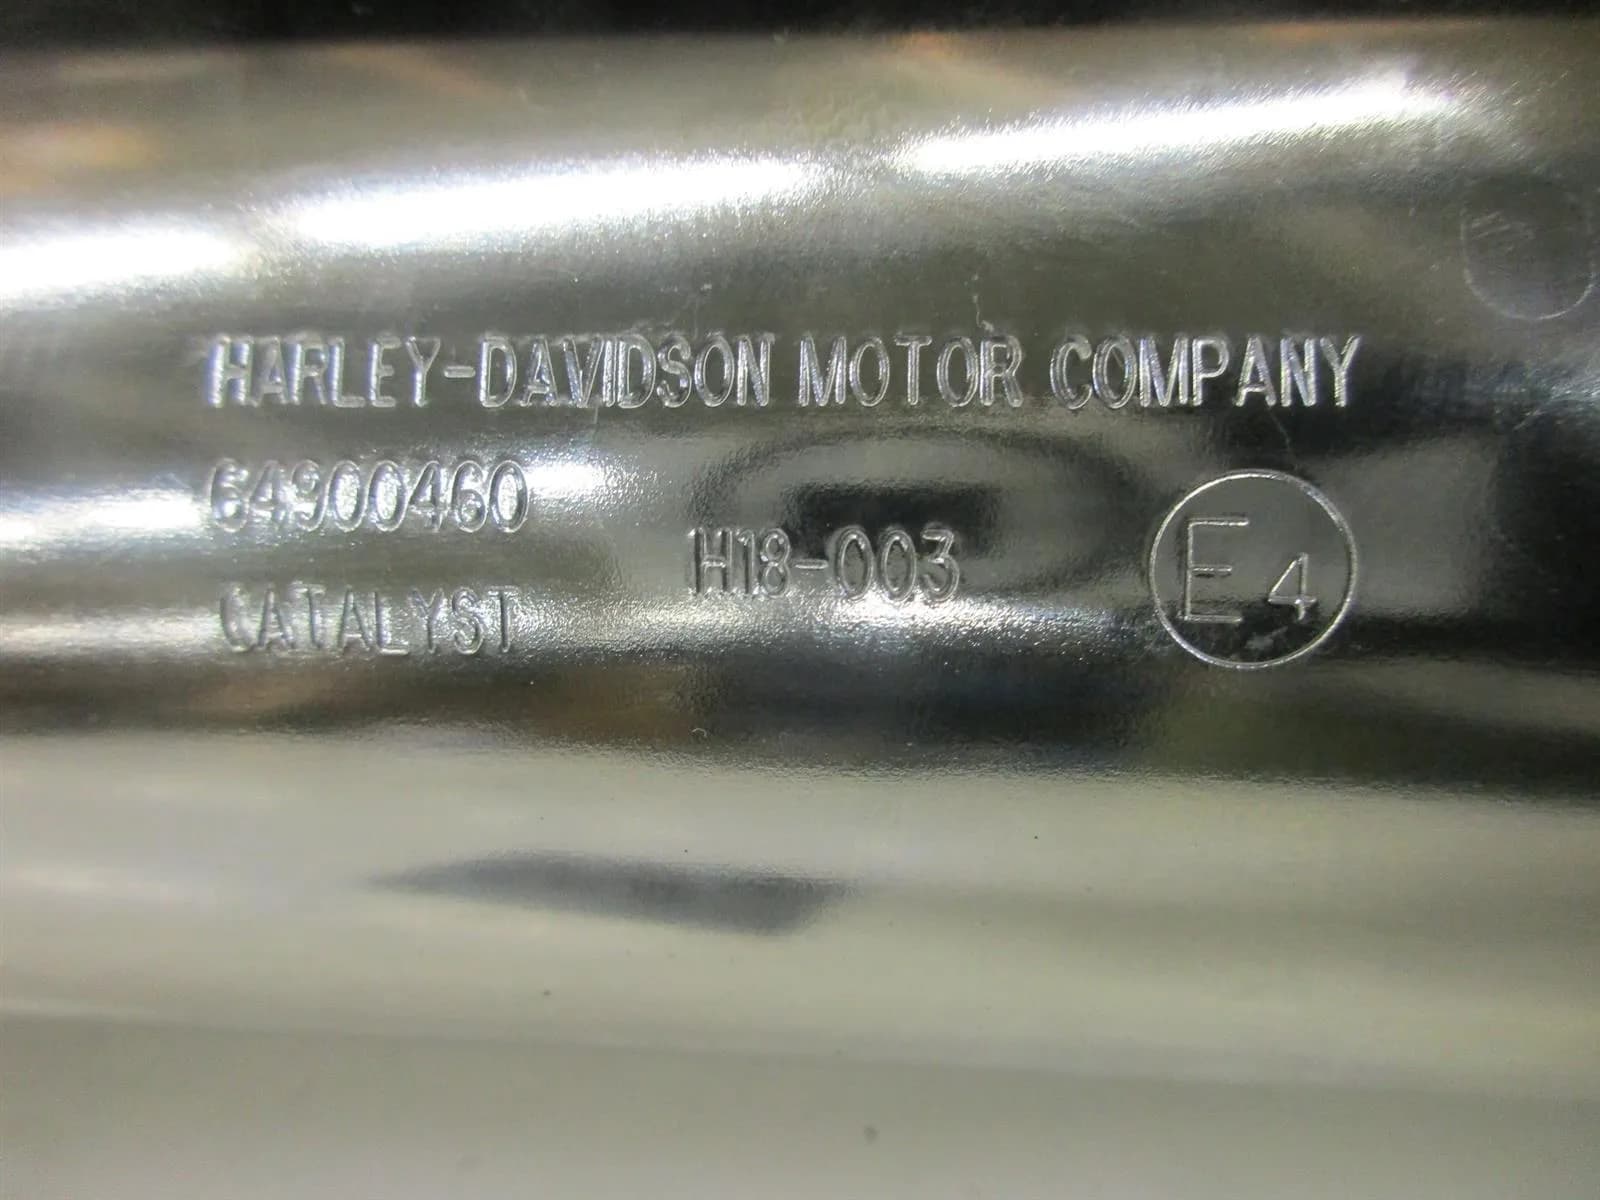 HARLEY-DAVIDSON MOTOR COMPANY
64900460
H18-003
E4
CATALYST